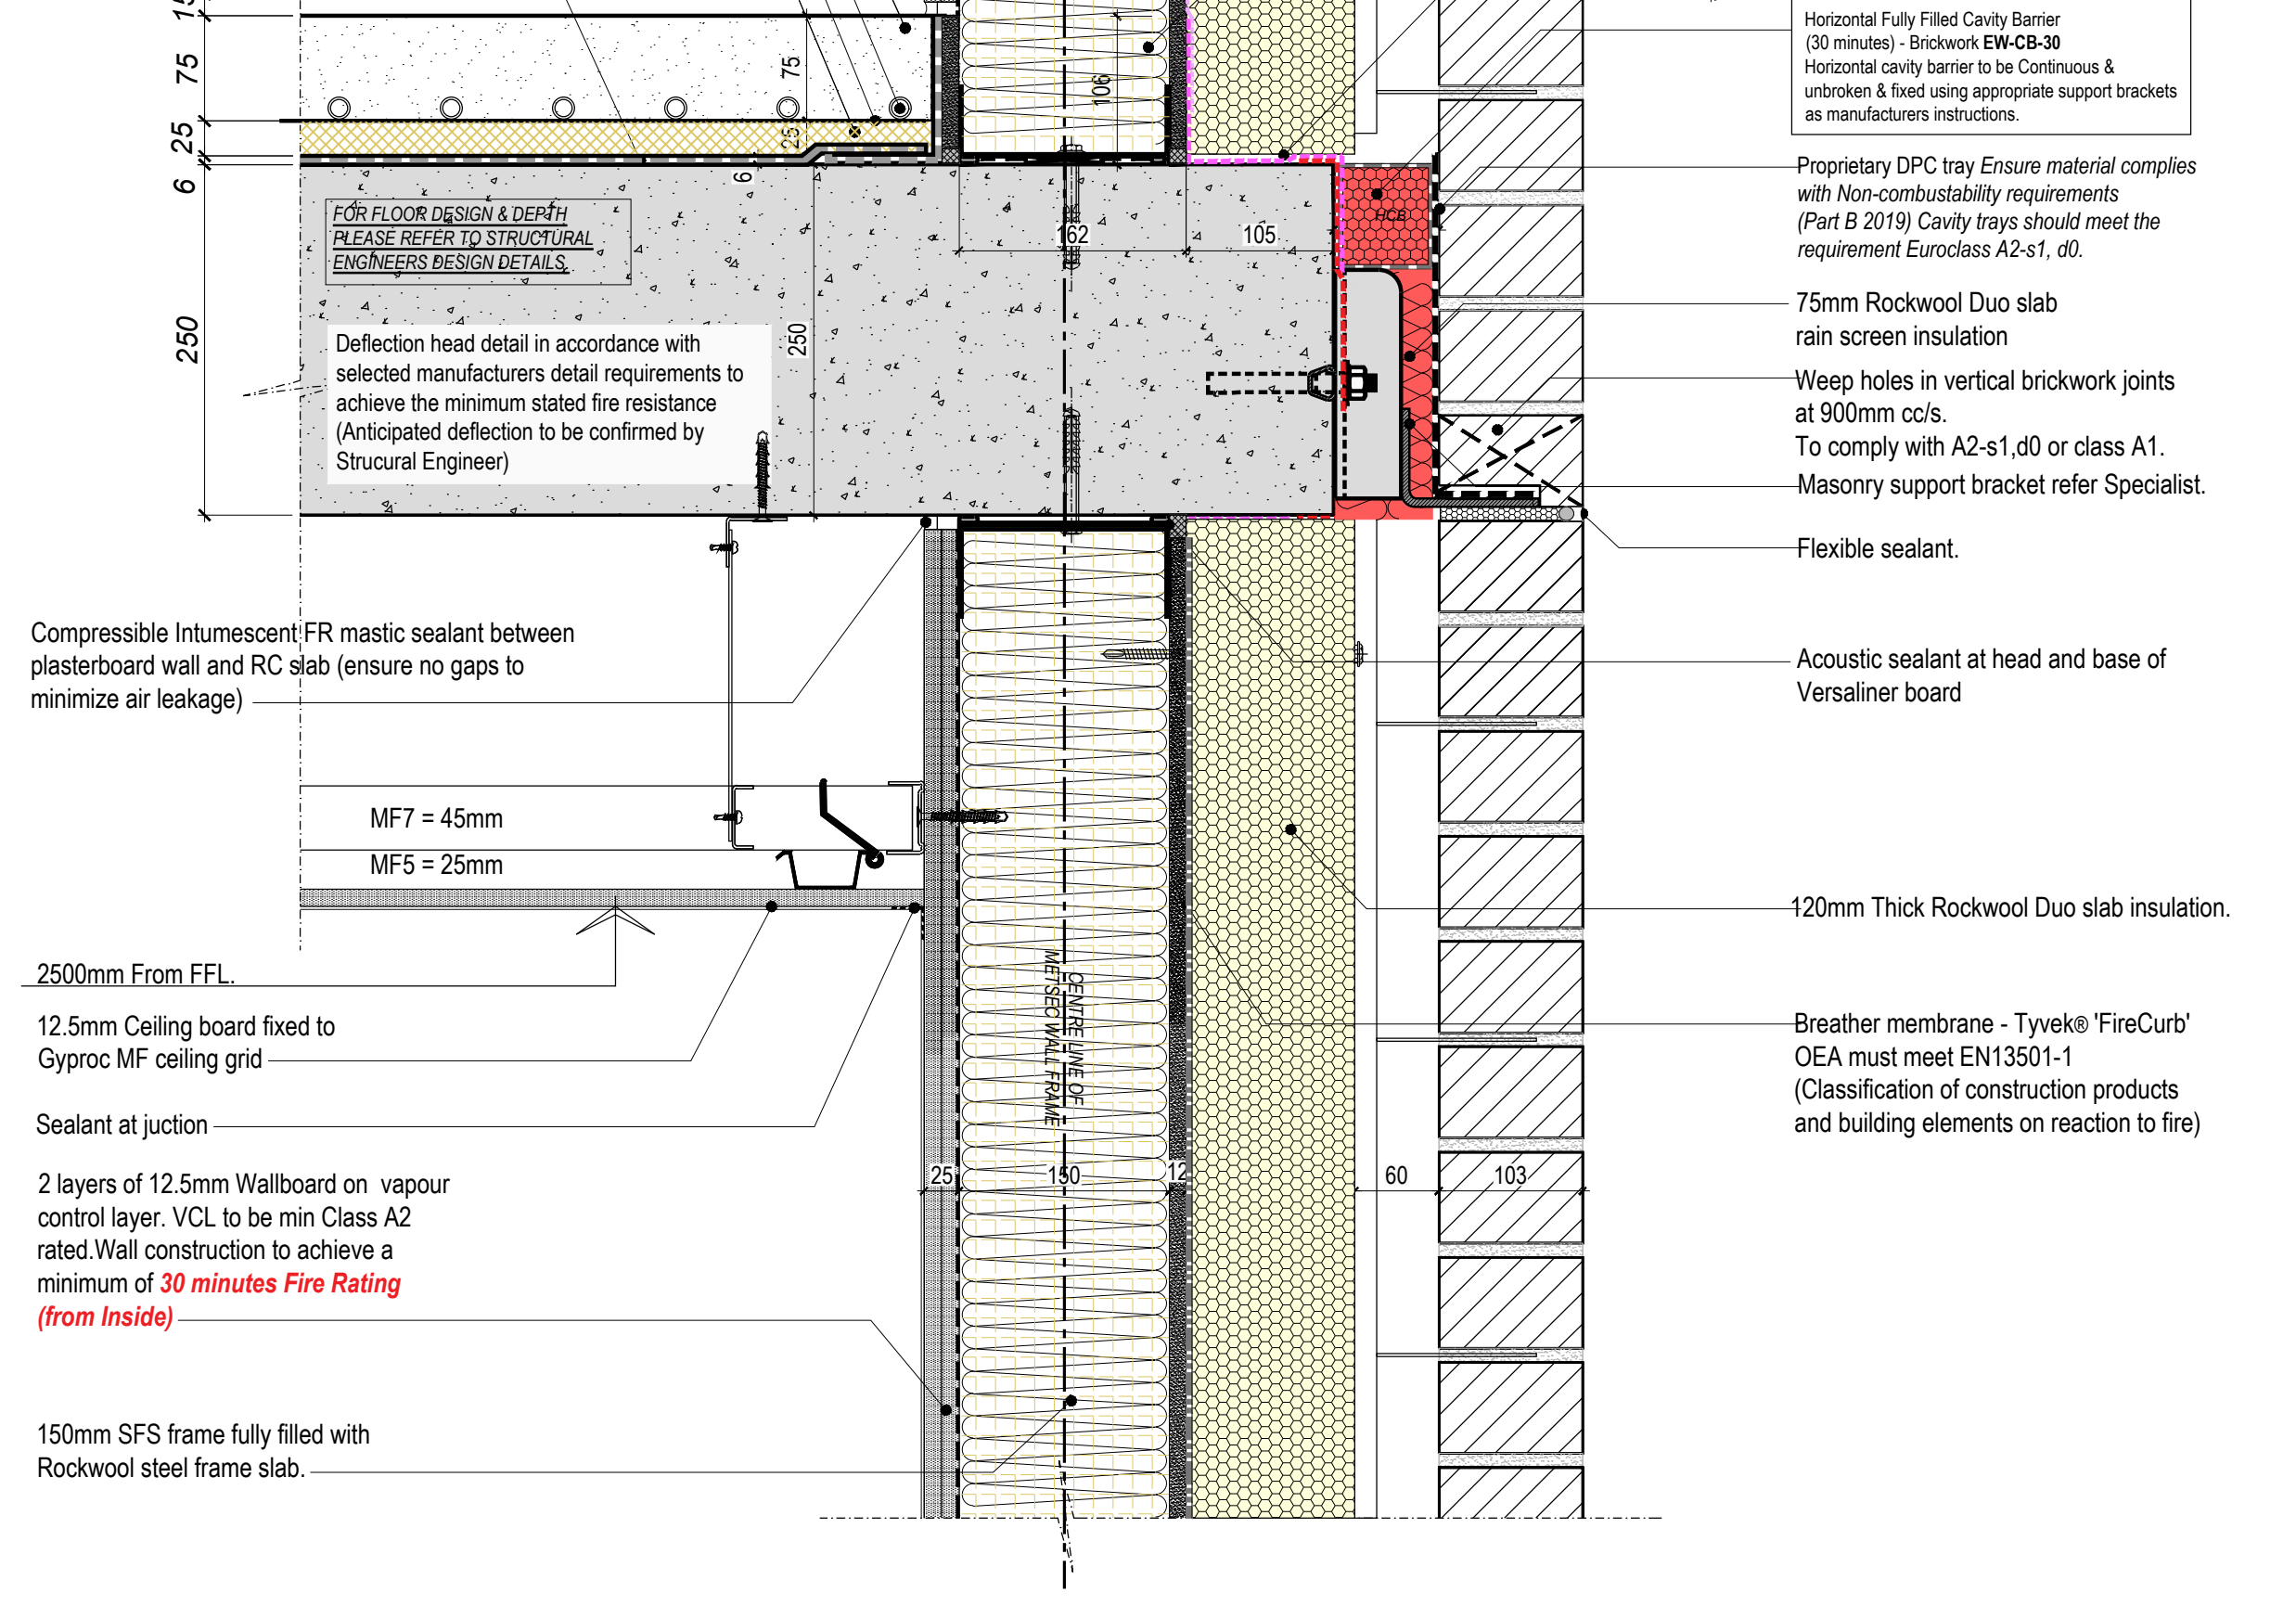 15
75
25
6
250
75
25
6
106
162
105
250
FOR FLOOR DESIGN & DEPTH
PLEASE REFER TO STRUCTURAL
ENGINEERS DESIGN DETAILS.
Deflection head detail in accordance with
selected manufacturers detail requirements to
achieve the minimum stated fire resistance
(Anticipated deflection to be confirmed by
Strucural Engineer)
HCB
Horizontal Fully Filled Cavity Barrier
(30 minutes) - Brickwork EW-CB-30
Horizontal cavity barrier to be Continuous &
unbroken & fixed using appropriate support brackets
as manufacturers instructions.
Proprietary DPC tray Ensure material complies
with Non-combustability requirements
(Part B 2019) Cavity trays should meet the
requirement Euroclass A2-s1, d0.
75mm Rockwool Duo slab
rain screen insulation
Weep holes in vertical brickwork joints
at 900mm cc/s.
To comply with A2-s1,d0 or class A1.
Masonry support bracket refer Specialist.
Flexible sealant.
Acoustic sealant at head and base of
Versaliner board
120mm Thick Rockwool Duo slab insulation.
Breather membrane - Tyvek® 'FireCurb'
OEA must meet EN13501-1
(Classification of construction products
and building elements on reaction to fire)
Compressible Intumescent FR mastic sealant between
plasterboard wall and RC slab (ensure no gaps to
minimize air leakage)
MF7 = 45mm
MF5 = 25mm
2500mm From FFL.
12.5mm Ceiling board fixed to
Gyproc MF ceiling grid
Sealant at juction
2 layers of 12.5mm Wallboard on vapour
control layer. VCL to be min Class A2
rated.Wall construction to achieve a
minimum of 30 minutes Fire Rating
(from Inside)
150mm SFS frame fully filled with
Rockwool steel frame slab.
CENTRE LINE OF
METSEC WALL FRAME
25
150
12
60
103